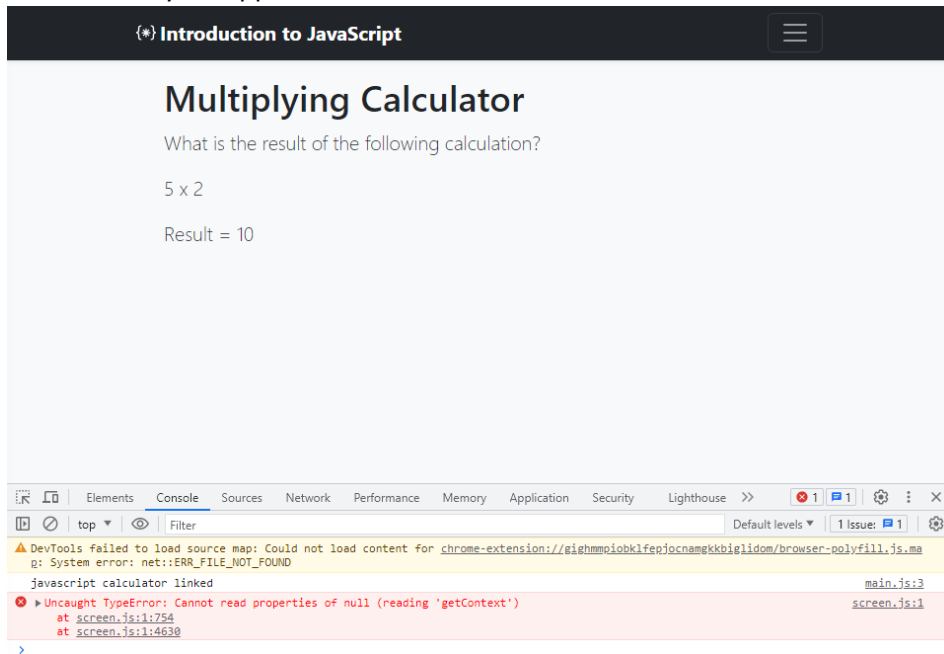 {*} Introduction to JavaScript
Multiplying Calculator
What is the result of the following calculation?
5 x 2
Result = 10
Elements Console Sources Network Performance Memory Application Security Lighthouse >> 1 1
top ▼ Filter Default levels ▼ 1 Issue: 1
DevTools failed to load source map: Could not load content for chrome-extension://gighmmpiobklfepjocnamgkkbiglidom/browser-polyfill.js.ma
p: System error: net::ERR_FILE_NOT_FOUND
javascript calculator linked main.js:3
▶Uncaught TypeError: Cannot read properties of null (reading 'getContext') screen.js:1
at screen.js:1:754
at screen.js:1:4630
>